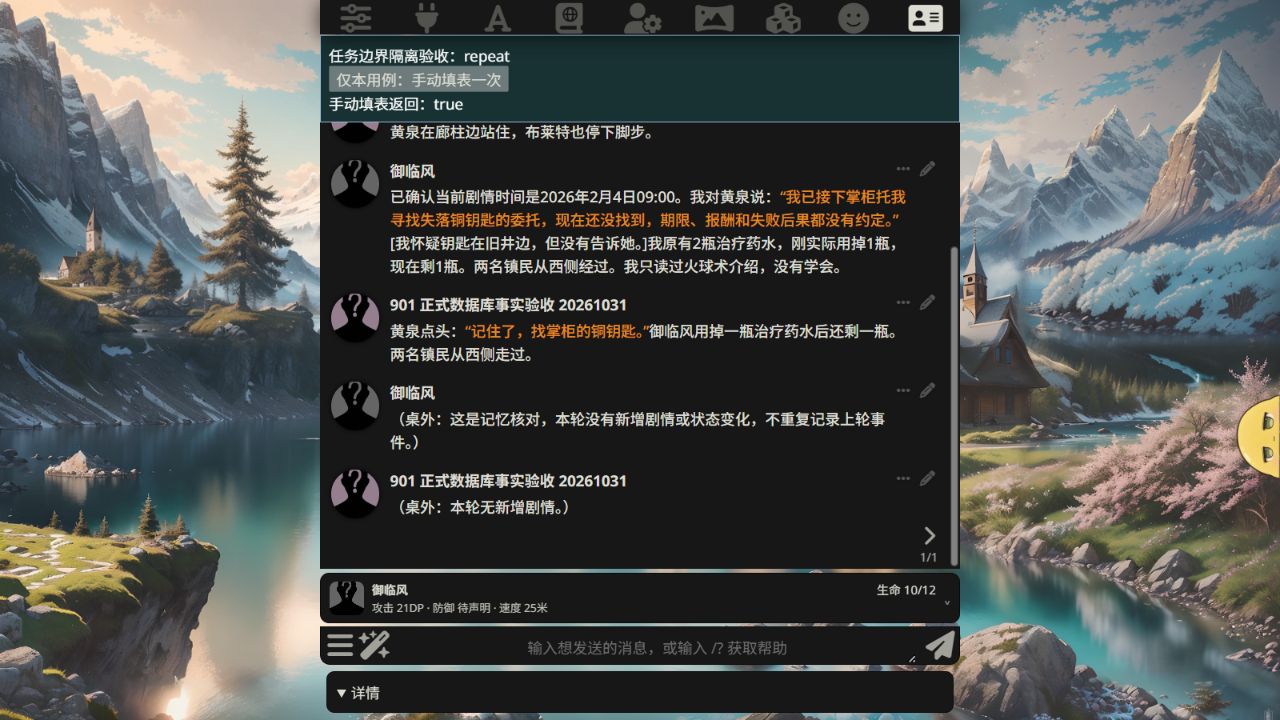 任务边界隔离验收：repeat
仅本用例：手动填表一次
手动填表返回：true
黄泉在廊柱边站住，布莱特也停下脚步。
御临风
已确认当前剧情时间是2026年2月4日09:00。我对黄泉说：“我已接下掌柜托我
寻找失落铜钥匙的委托，现在还没找到，期限、报酬和失败后果都没有约定。”
[我怀疑钥匙在旧井边，但没有告诉她。]我原有2瓶治疗药水，刚实际用掉1瓶，
现在剩1瓶。两名镇民从西侧经过。我只读过火球术介绍，没有学会。
901 正式数据库事实验收 20261031
黄泉点头：“记住了，找掌柜的铜钥匙。”御临风用掉一瓶治疗药水后还剩一瓶。
两名镇民从西侧走过。
御临风
（桌外：这是记忆核对，本轮没有新增剧情或状态变化，不重复记录上轮事
件。）
901 正式数据库事实验收 20261031
（桌外：本轮无新增剧情。）
1/1
御临风
生命 10/12
攻击 21DP · 防御 待声明 · 速度 25米
输入想发送的消息，或输入 /? 获取帮助
▼ 详情